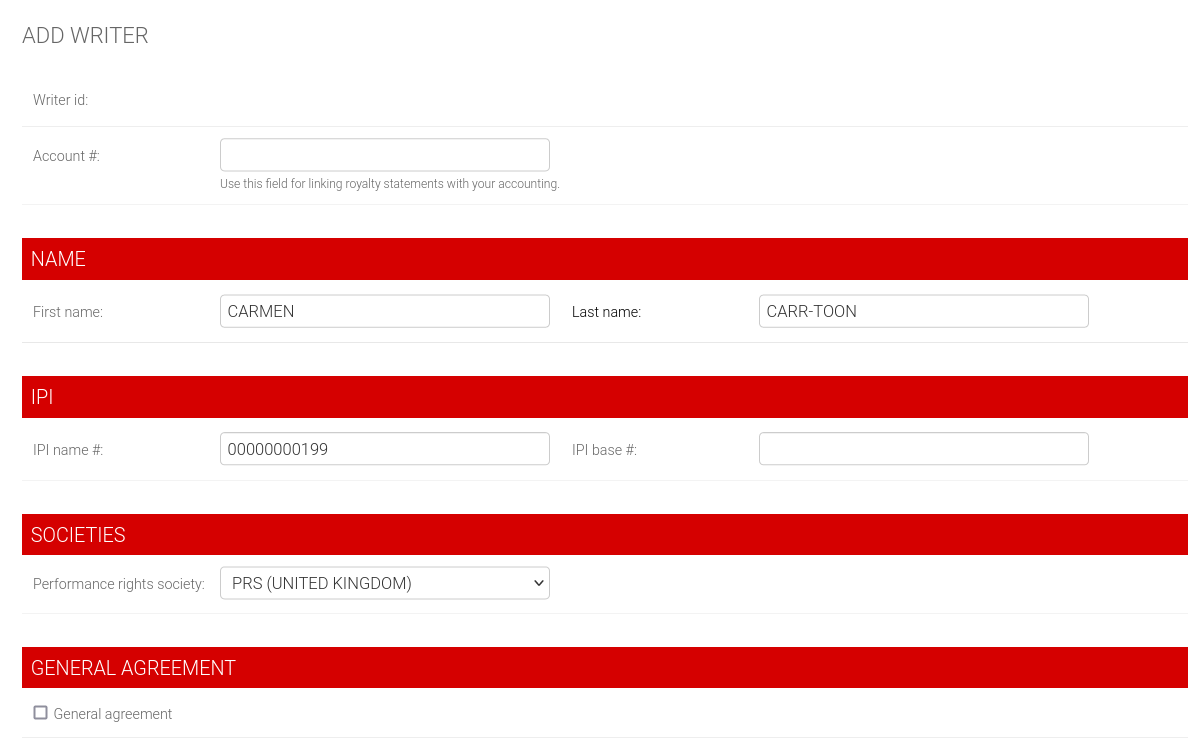 ADD WRITER
Writer id:
Account #:
Use this field for linking royalty statements with your accounting.
NAME
First name: CARMEN Last name: CARR-TOON
IPI
IPI name #: 00000000199 IPI base #:
SOCIETIES
Performance rights society: PRS (UNITED KINGDOM)
GENERAL AGREEMENT
General agreement